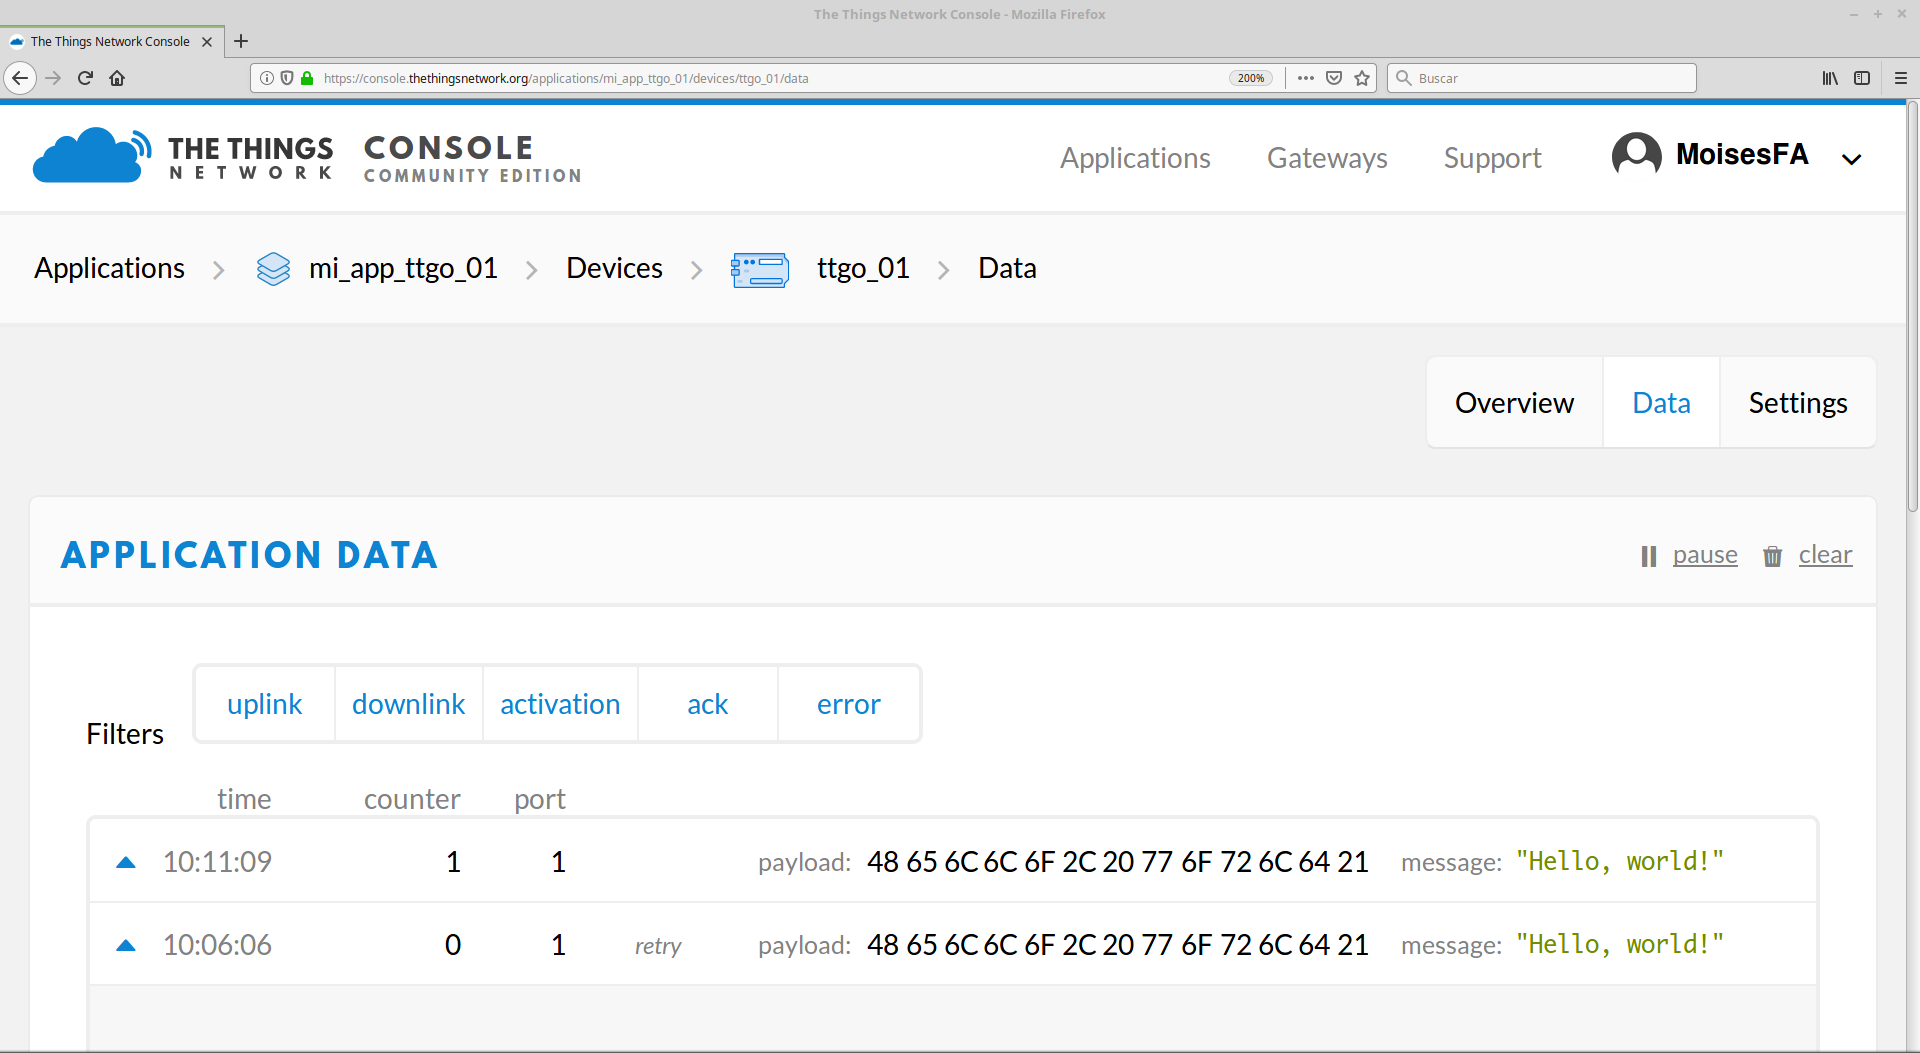 The Things Network Console - Mozilla Firefox
The Things Network Console
https://console.thethingsnetwork.org/applications/mi_app_ttgo_01/devices/ttgo_01/data 200% Buscar
THE THINGS NETWORK CONSOLE COMMUNITY EDITION Applications Gateways Support MoisesFA
Applications mi_app_ttgo_01 Devices ttgo_01 Data
Overview Data Settings
APPLICATION DATA pause clear
Filters uplink downlink activation ack error
time counter port
10:11:09 1 1 payload: 48 65 6C 6C 6F 2C 20 77 6F 72 6C 64 21 message: "Hello, world!"
10:06:06 0 1 retry payload: 48 65 6C 6C 6F 2C 20 77 6F 72 6C 64 21 message: "Hello, world!"